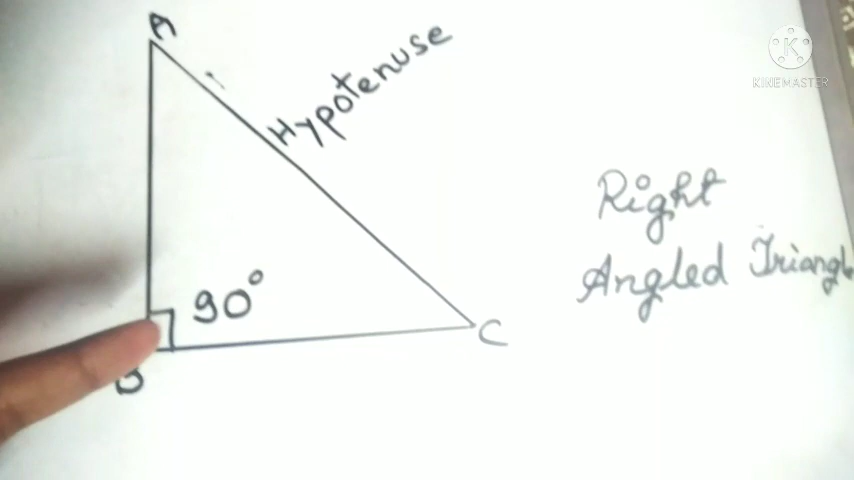 A
Hypotenuse
K
KINEMASTER
Right
Angled Triangle
90°
C
B